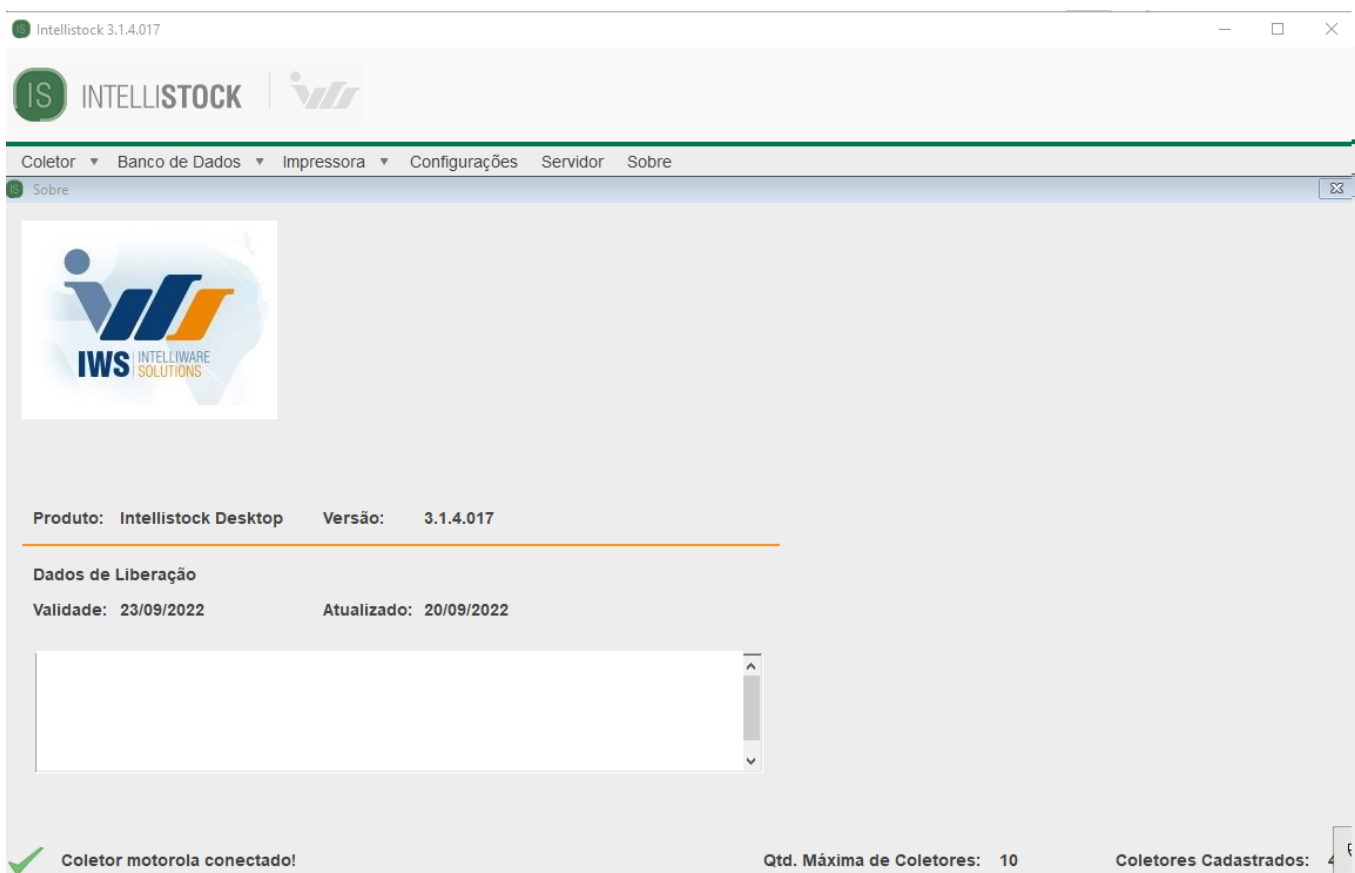 Intellistock 3.1.4.017
IS INTELLISTOCK iws
Coletor Banco de Dados Impressora Configurações Servidor Sobre
IS Sobre
IWS INTELLIWARE
SOLUTIONS
Produto: Intellistock Desktop Versão: 3.1.4.017
Dados de Liberação
Validade: 23/09/2022 Atualizado: 20/09/2022
Coletor motorola conectado! Qtd. Máxima de Coletores: 10 Coletores Cadastrados: